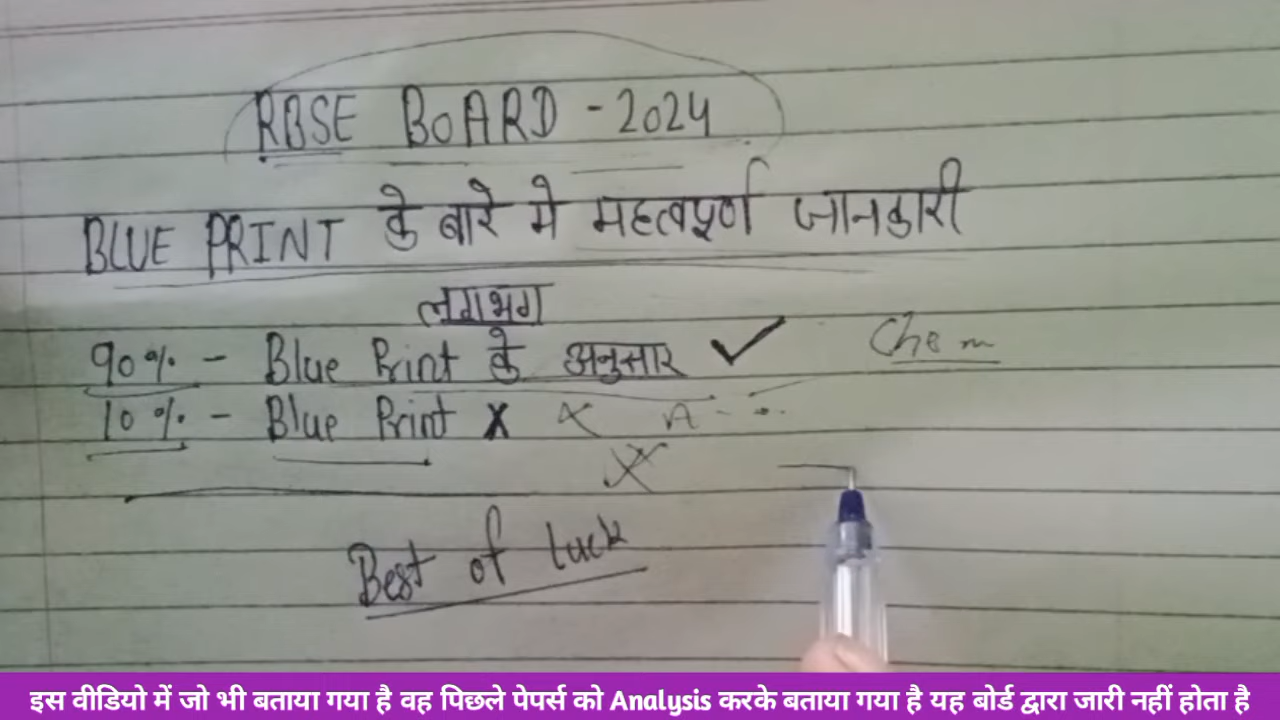 RBSE BOARD - 2024
BLUE PRINT के बारे मे महत्वपूर्ण जानकारी
लगभग
90% - Blue Print के अनुसार ✓ Chem
10% - Blue Print X X
X
Best of luck
इस वीडियो में जो भी बताया गया है वह पिछले पेपर्स को Analysis करके बताया गया है यह बोर्ड द्वारा जारी नहीं होता है